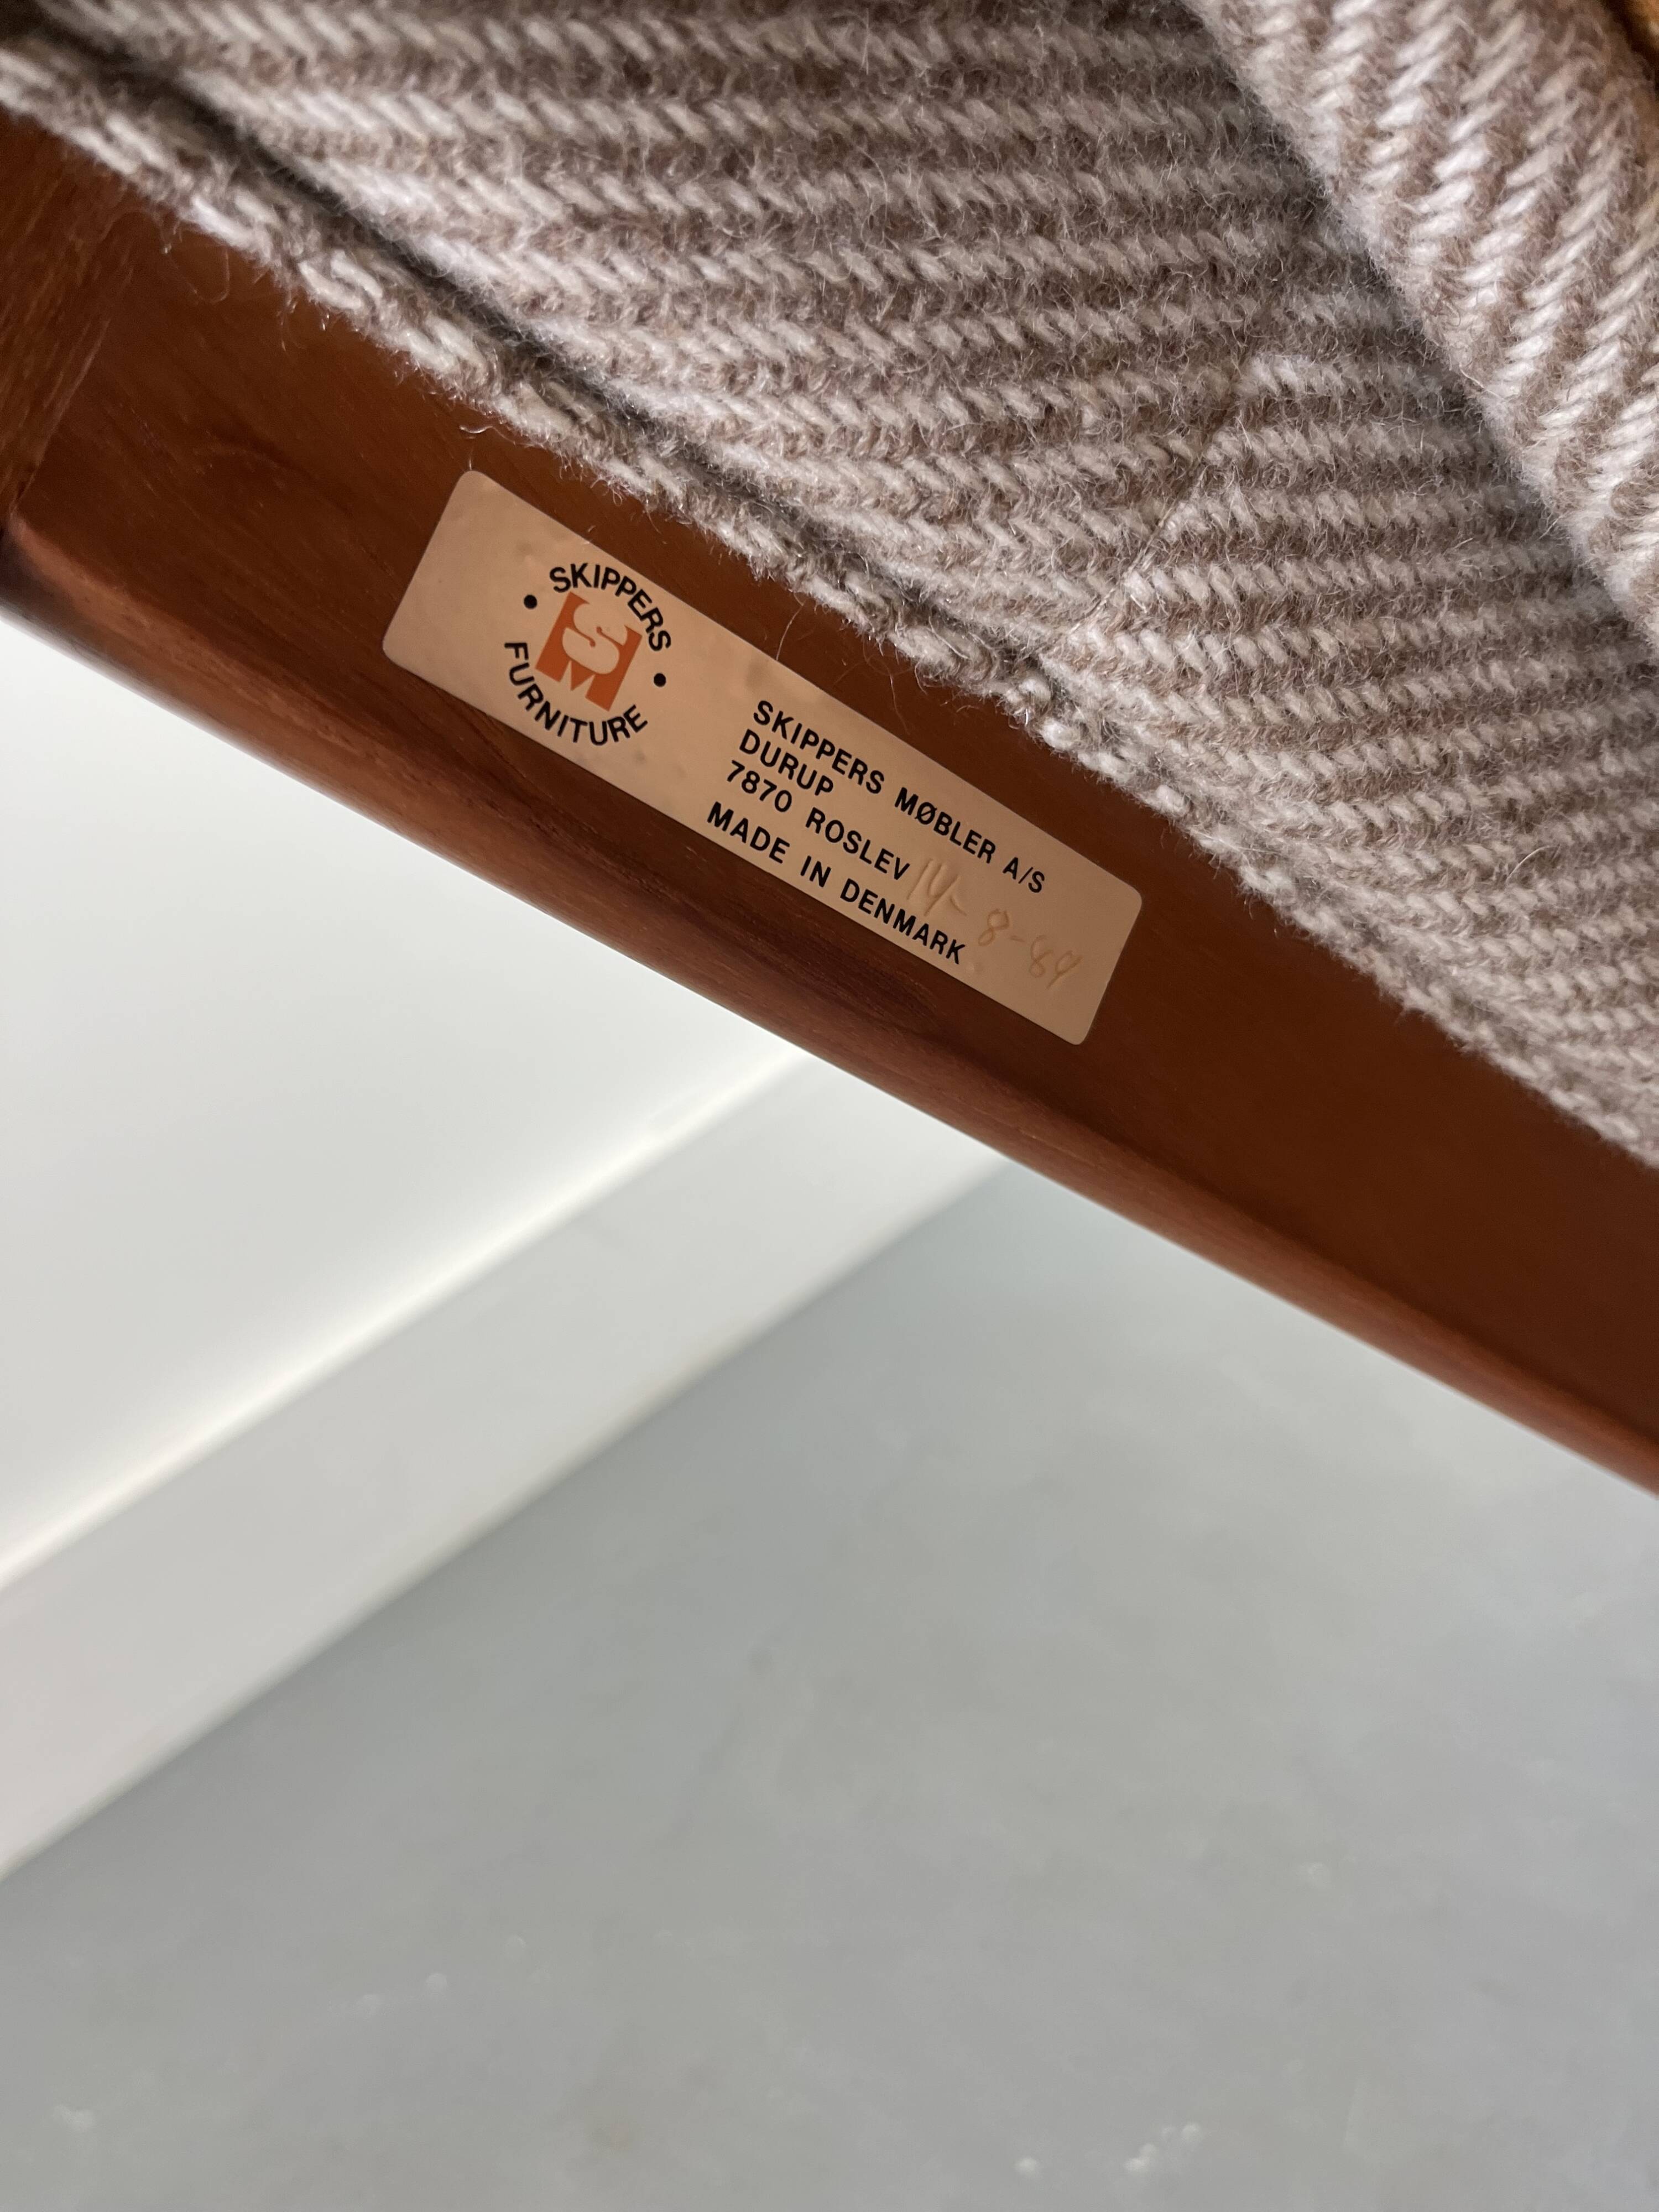 SKIPPERS
SM
FURNITURE
SKIPPERS MØBLER A/S
DURUP
7870 ROSLEV
MADE IN DENMARK
14-8-84